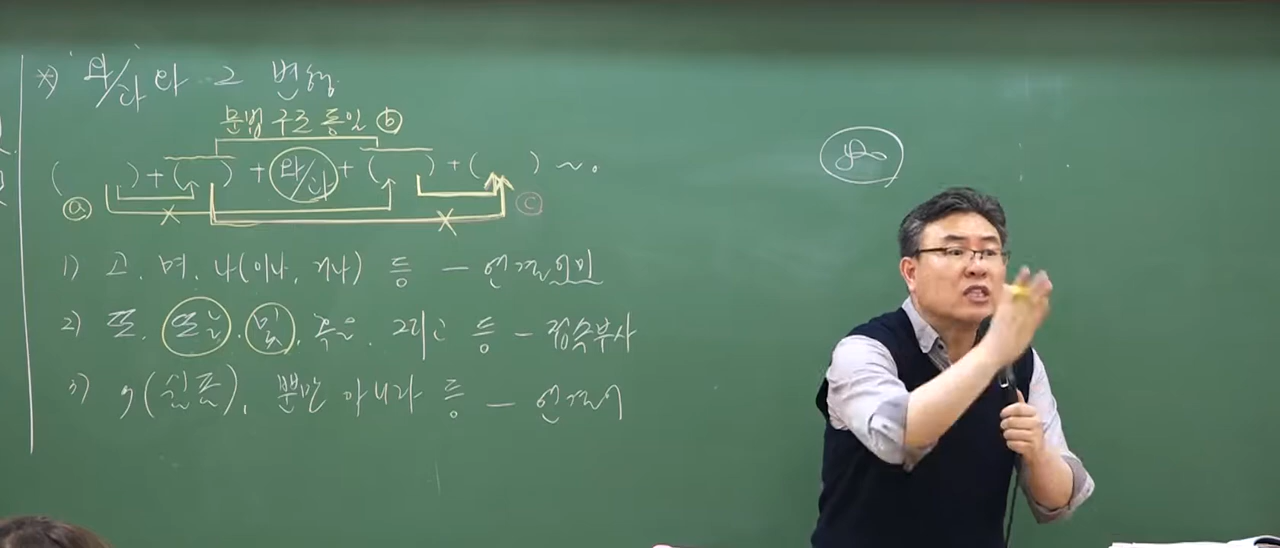 *) '와/과'와 그 변형
문법 구조 동일 ⓑ
( ) + ( ) + 와/과 + ( ) + ( ) ~.
ⓐ × × ⓒ
1) 고, 며, 나(이나, 거나) 등 - 연결어미
2) 또, 또는, 및, 혹은, 그리고 등 - 접속부사
3) ,(쉼표), 뿐만 아니라 등 - 연결어